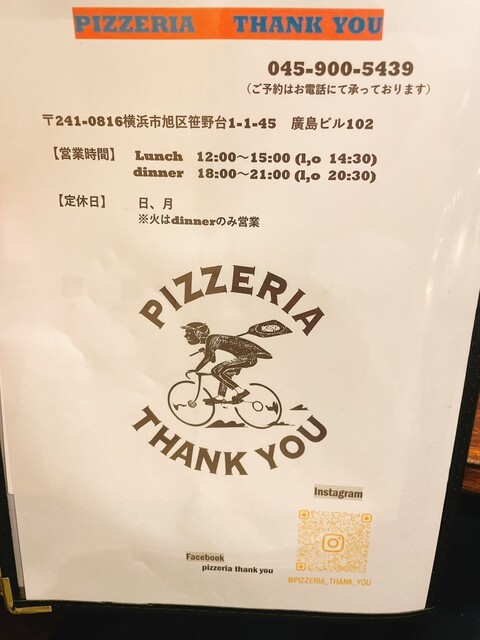 PIZZERIA THANK YOU
045-900-5439
(ご予約はお電話にて承っております)
〒241-0816横浜市旭区笹野台1-1-45 廣島ビル102
【営業時間】 Lunch 12:00〜15:00 (l,o 14:30)
dinner 18:00〜21:00 (l,o 20:30)
【定休日】 日、月
※火はdinnerのみ営業
PIZZERIA
THANK YOU
Instagram
Facebook
pizzeria thank you
@PIZZERIA_THANK_YOU